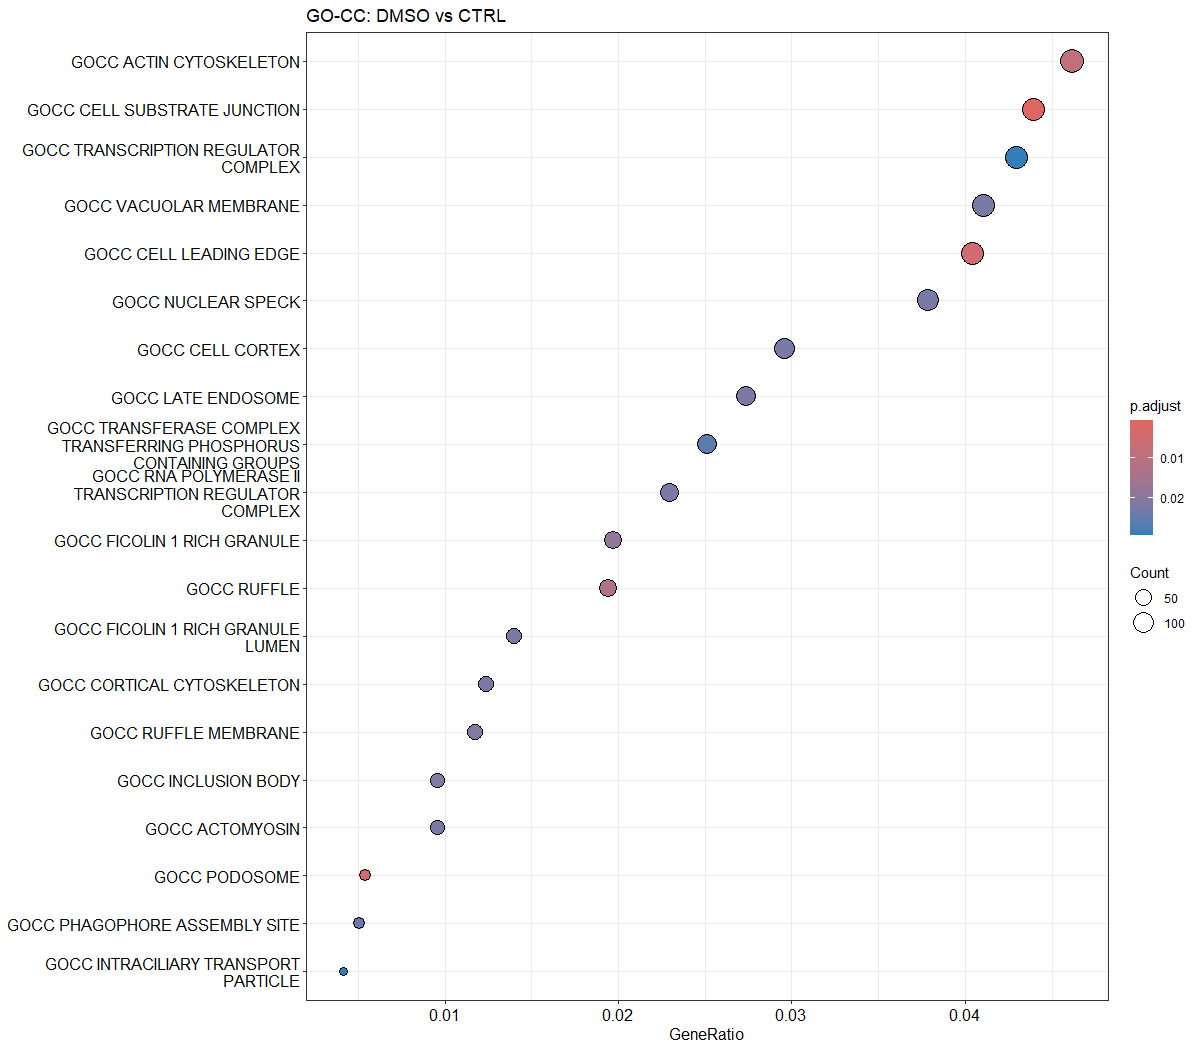 GO-CC: DMSO vs CTRL
GOCC ACTIN CYTOSKELETON
GOCC CELL SUBSTRATE JUNCTION
GOCC TRANSCRIPTION REGULATOR
COMPLEX
GOCC VACUOLAR MEMBRANE
GOCC CELL LEADING EDGE
GOCC NUCLEAR SPECK
GOCC CELL CORTEX
GOCC LATE ENDOSOME
GOCC TRANSFERASE COMPLEX
TRANSFERRING PHOSPHORUS
CONTAINING GROUPS
GOCC RNA POLYMERASE II
TRANSCRIPTION REGULATOR
COMPLEX
GOCC FICOLIN 1 RICH GRANULE
GOCC RUFFLE
GOCC FICOLIN 1 RICH GRANULE
LUMEN
GOCC CORTICAL CYTOSKELETON
GOCC RUFFLE MEMBRANE
GOCC INCLUSION BODY
GOCC ACTOMYOSIN
GOCC PODOSOME
GOCC PHAGOPHORE ASSEMBLY SITE
GOCC INTRACILIARY TRANSPORT
PARTICLE
0.01 0.02 0.03 0.04
GeneRatio
p.adjust
0.01
0.02
Count
50
100